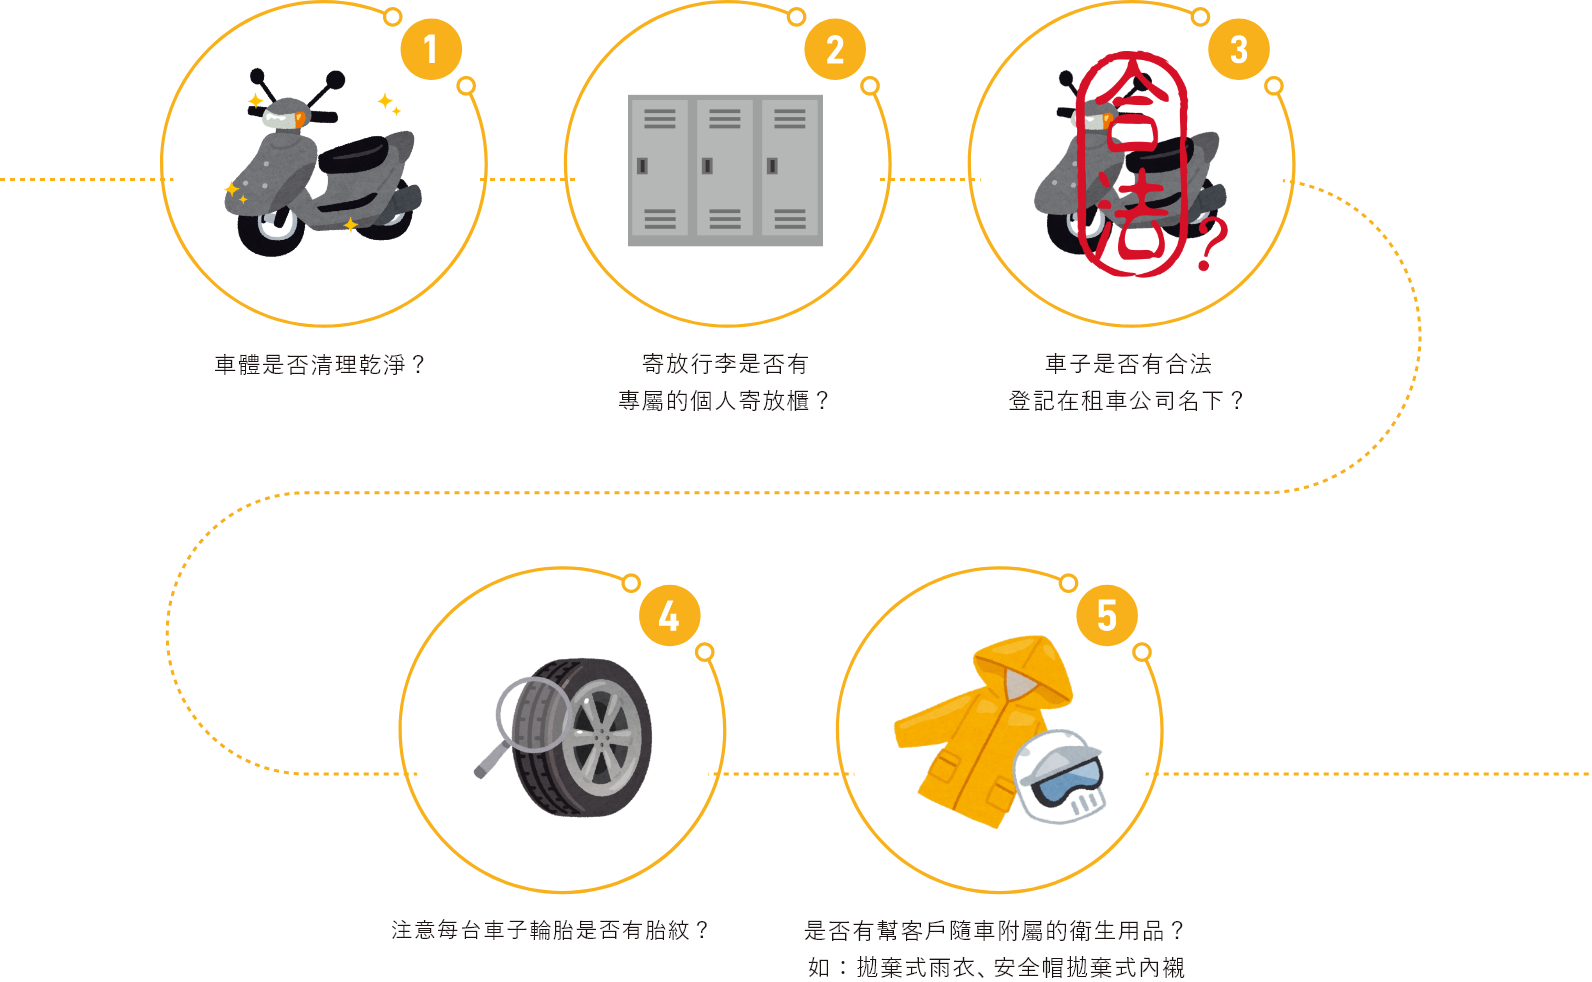 1
車體是否清理乾淨？
2
寄放行李是否有
專屬的個人寄放櫃？
3
合法?
車子是否有合法
登記在租車公司名下？
4
注意每台車子輪胎是否有胎紋？
5
是否有幫客戶隨車附屬的衛生用品？
如：拋棄式雨衣、安全帽拋棄式內襯